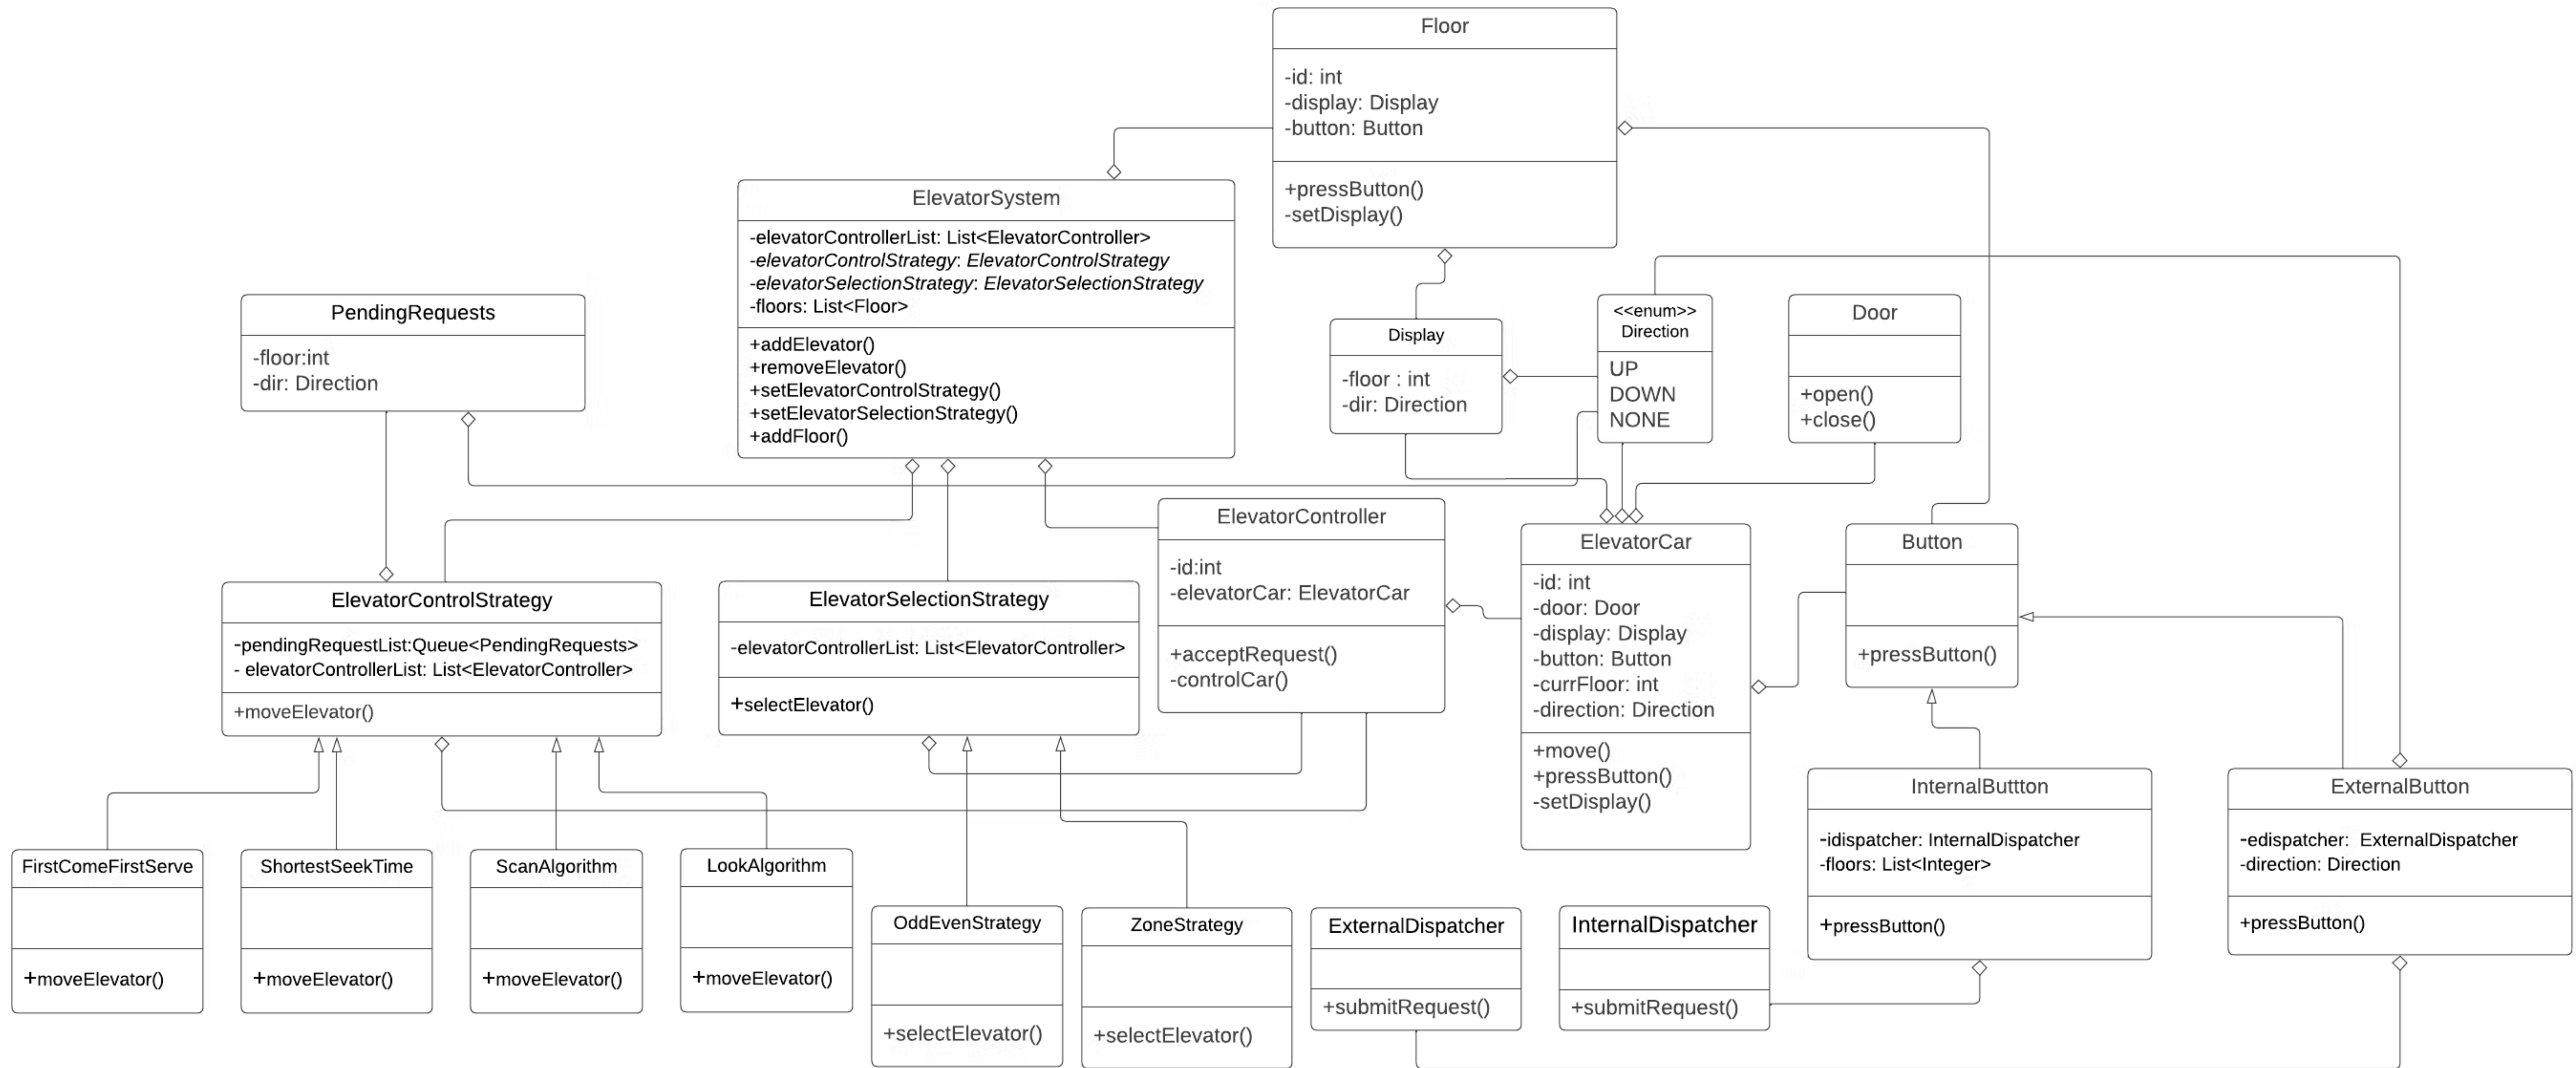 Floor
-id: int
-display: Display
-button: Button
+pressButton()
-setDisplay()
ElevatorSystem
-elevatorControllerList: List<ElevatorController>
-elevatorControlStrategy: ElevatorControlStrategy
-elevatorSelectionStrategy: ElevatorSelectionStrategy
-floors: List<Floor>
+addElevator()
+removeElevator()
+setElevatorControlStrategy()
+setElevatorSelectionStrategy()
+addFloor()
PendingRequests
-floor:int
-dir: Direction
Display
-floor : int
-dir: Direction
<<enum>>
Direction
UP
DOWN
NONE
Door
+open()
+close()
ElevatorControlStrategy
-pendingRequestList:Queue<PendingRequests>
- elevatorControllerList: List<ElevatorController>
+moveElevator()
ElevatorSelectionStrategy
-elevatorControllerList: List<ElevatorController>
+selectElevator()
ElevatorController
-id:int
-elevatorCar: ElevatorCar
+acceptRequest()
-controlCar()
ElevatorCar
-id: int
-door: Door
-display: Display
-button: Button
-currFloor: int
-direction: Direction
+move()
+pressButton()
-setDisplay()
Button
+pressButton()
InternalButtton
-idispatcher: InternalDispatcher
-floors: List<Integer>
+pressButton()
ExternalButton
-edispatcher:  ExternalDispatcher
-direction: Direction
+pressButton()
FirstComeFirstServe
+moveElevator()
ShortestSeekTime
+moveElevator()
ScanAlgorithm
+moveElevator()
LookAlgorithm
+moveElevator()
OddEvenStrategy
+selectElevator()
ZoneStrategy
+selectElevator()
ExternalDispatcher
+submitRequest()
InternalDispatcher
+submitRequest()